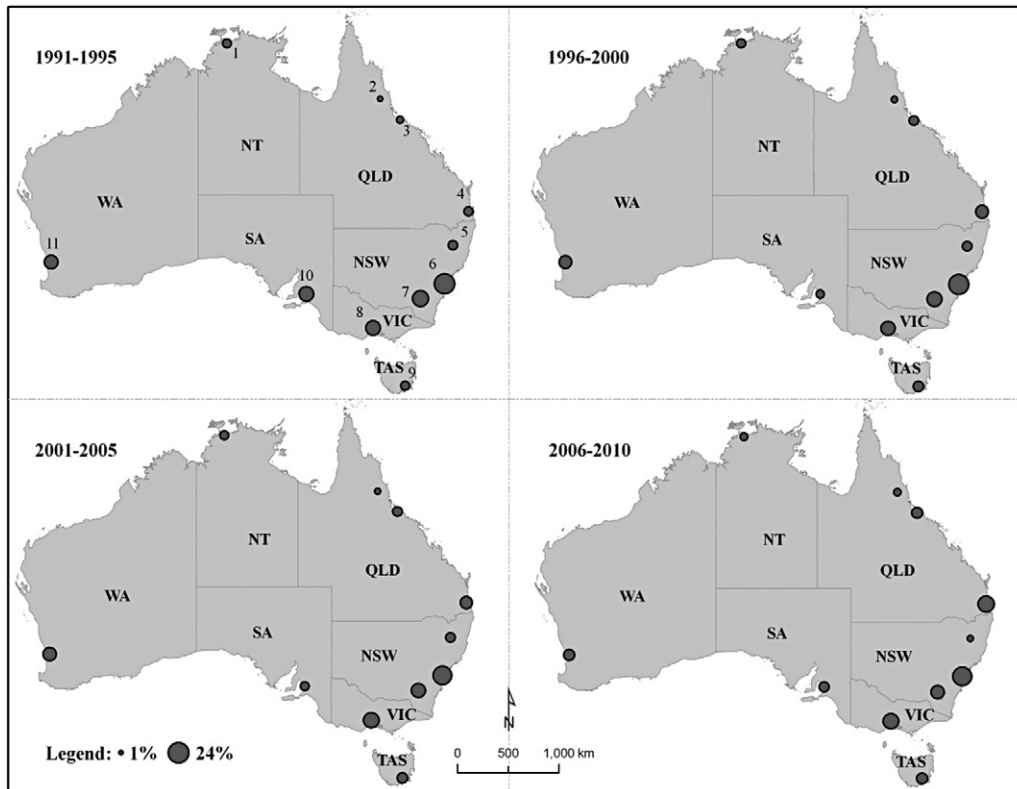 1991-1995
1
2
3
NT
QLD
WA
4
SA
5
11
NSW
6
10
7
8
VIC
TAS
9
1996-2000
NT
QLD
WA
SA
NSW
VIC
TAS
2001-2005
NT
QLD
WA
SA
NSW
VIC
TAS
Legend: 1% 24%
2006-2010
NT
QLD
WA
SA
NSW
VIC
TAS
N
0 500 1,000 km